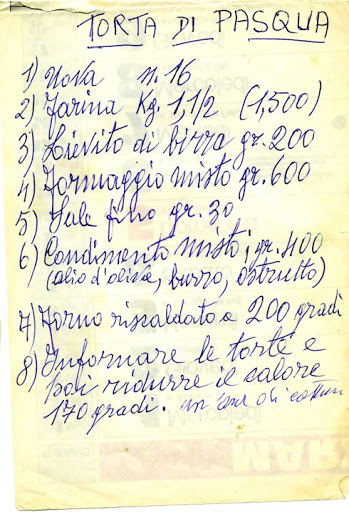 TORTA DI PASQUA
1) Uova n. 16
2) Farina Kg. 1,1/2 (1,500)
3) Lievito di birra gr. 200
4) Formaggio misto gr. 600
5) Sale fino gr. 30
6) Condimento misto, gr. 400
(olio d'oliva, burro, o strutto)
7) Forno riscaldato a 200 gradi
8) Infornare le torte e
poi ridurre il calore
170 gradi. un'ora di cottura
MAR